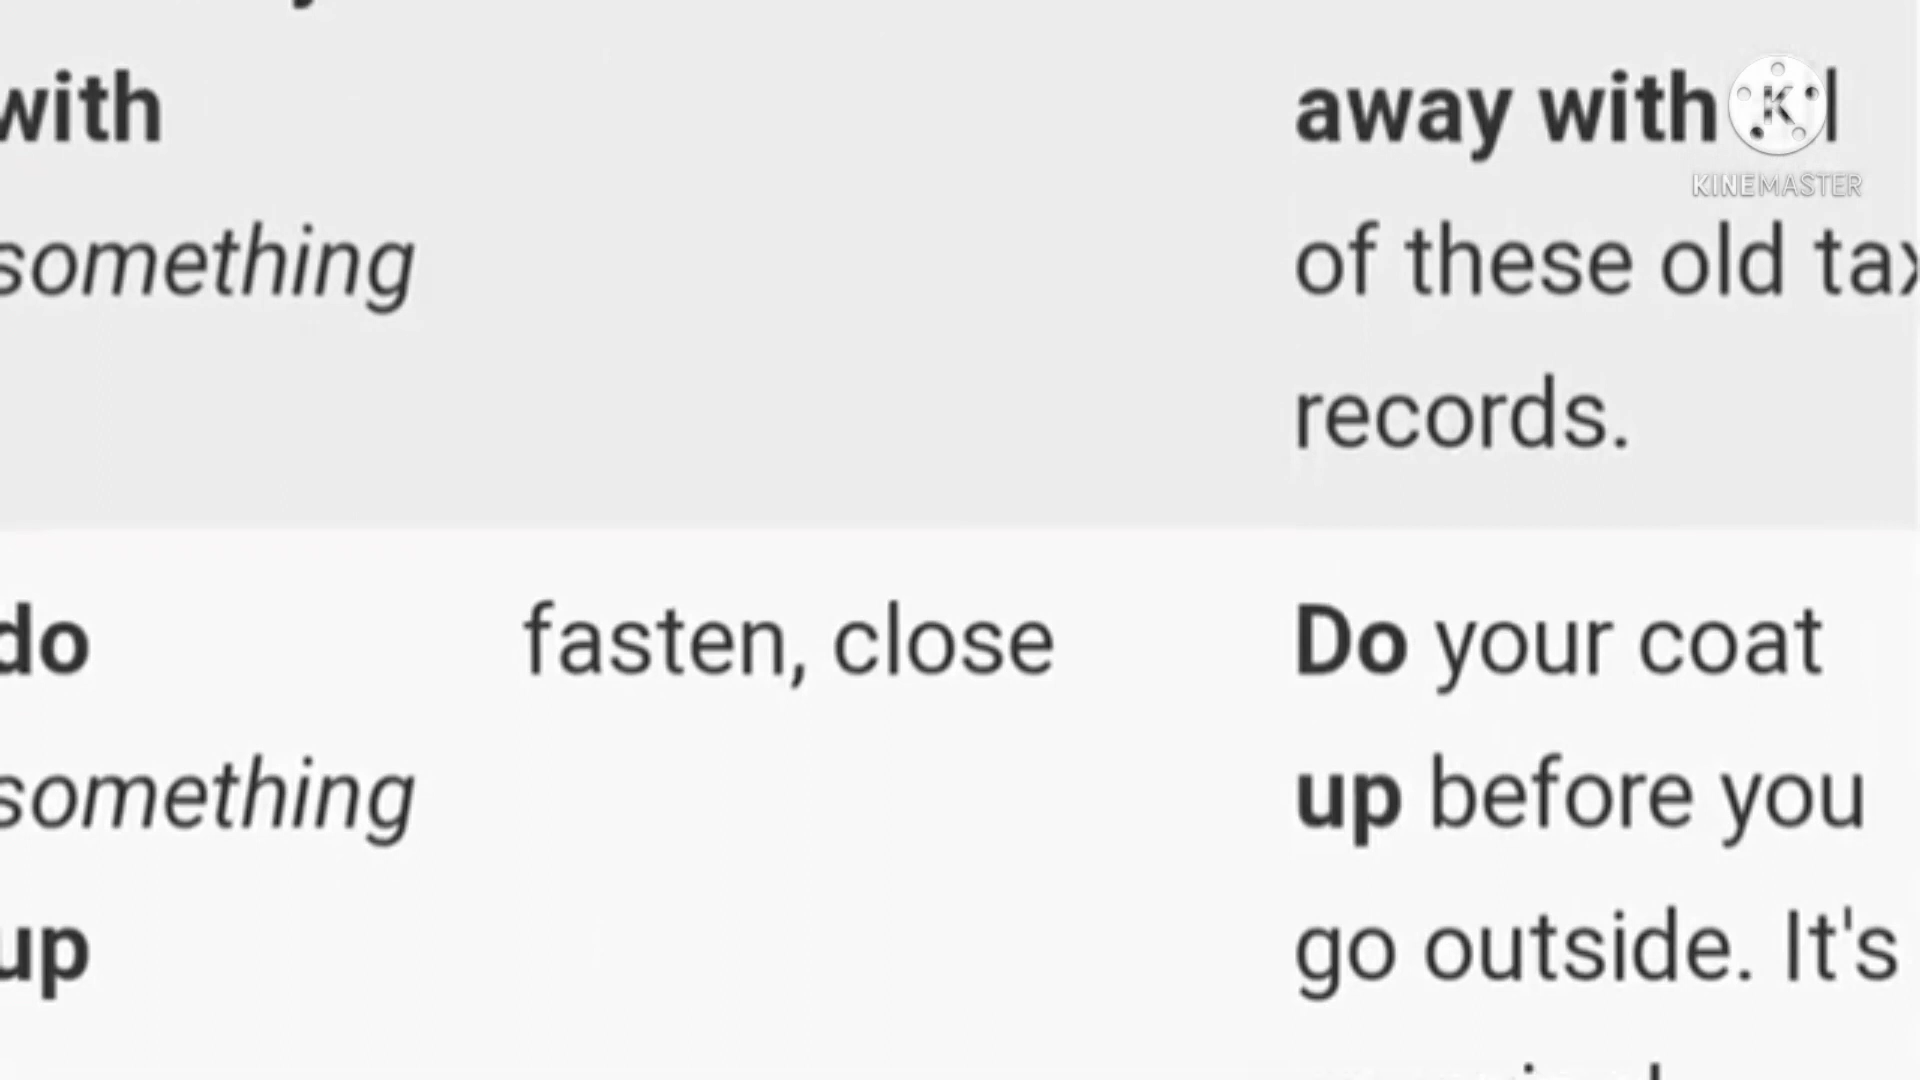 with
something
away with
of these old tax
records.
do
something
up
fasten, close
Do your coat
up before you
go outside. It's
K
KINEMASTER